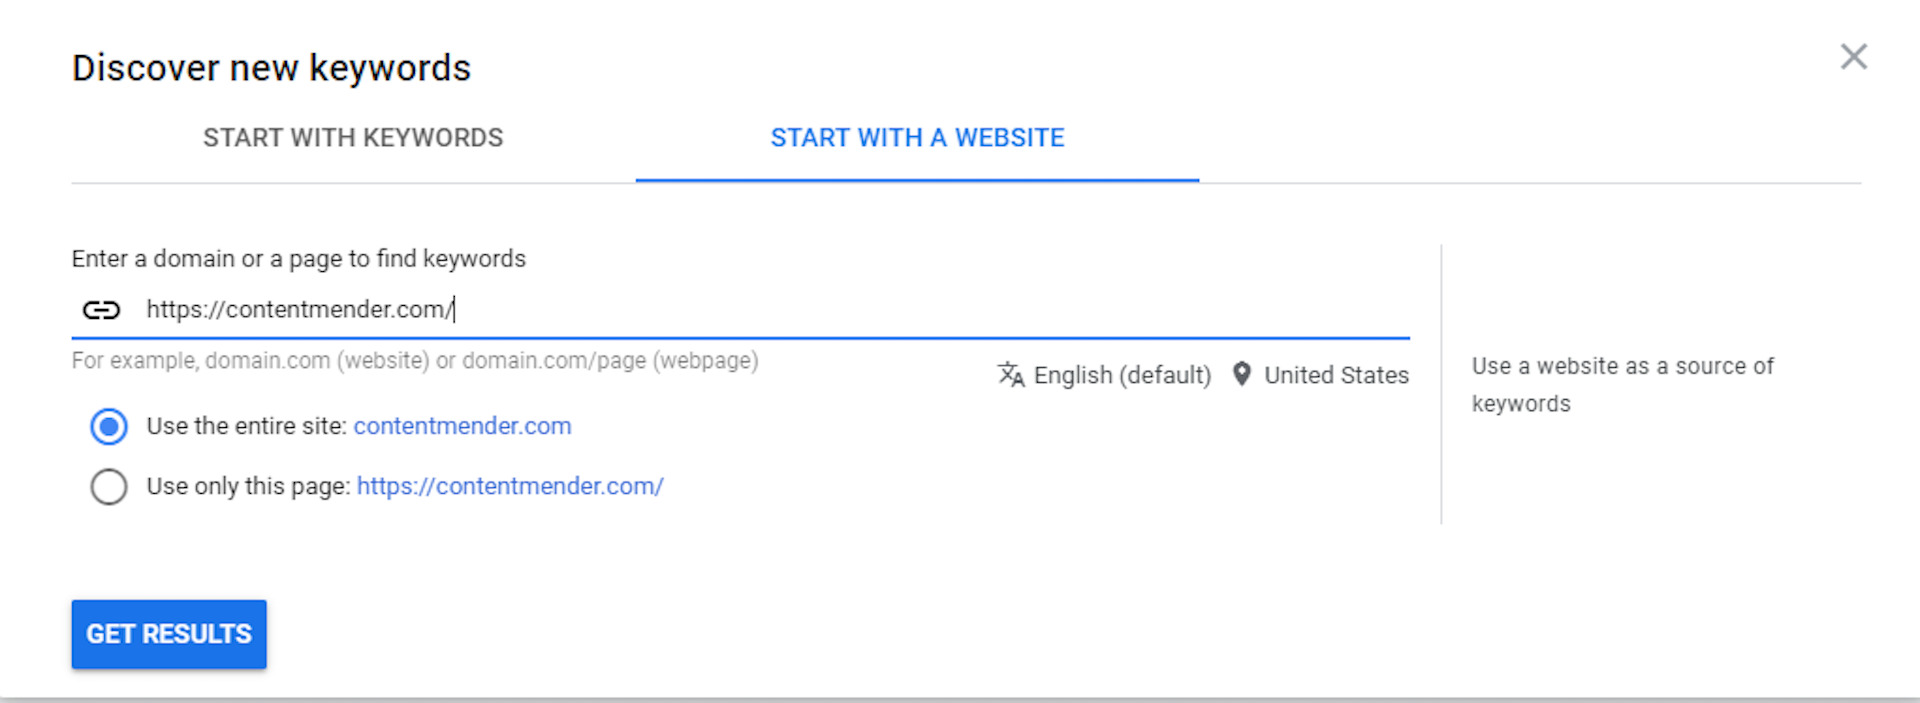 Discover new keywords
START WITH KEYWORDS
START WITH A WEBSITE
Enter a domain or a page to find keywords
https://contentmender.com/
For example, domain.com (website) or domain.com/page (webpage)
English (default)
United States
Use the entire site: contentmender.com
Use only this page: https://contentmender.com/
Use a website as a source of
keywords
GET RESULTS